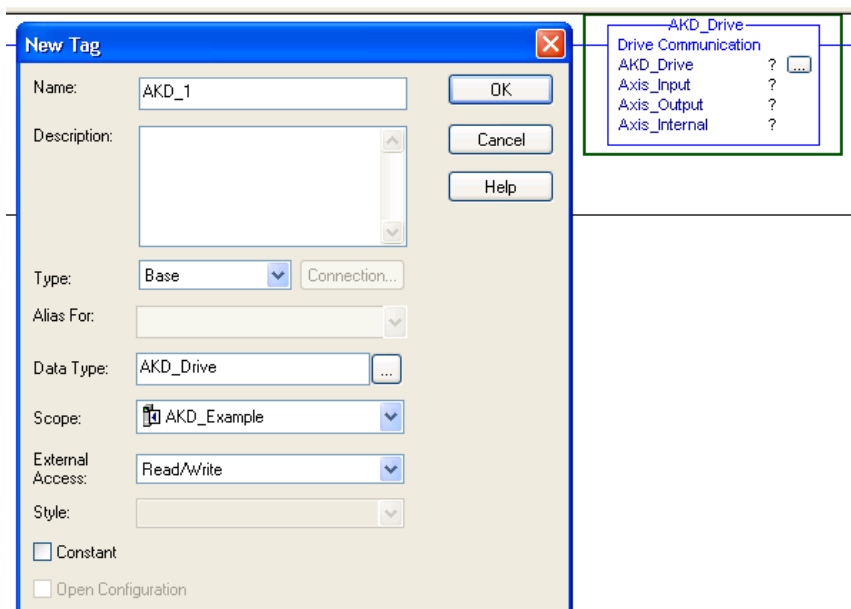 New Tag
Name:
AKD_1
OK
Description:
Cancel
Help
Type:
Base
Connection...
Alias For:
Data Type:
AKD_Drive
...
Scope:
AKD_Example
External
Access:
Read/Write
Style:
Constant
Open Configuration
AKD_Drive
Drive Communication
AKD_Drive ? ...
Axis_Input ?
Axis_Output ?
Axis_Internal ?